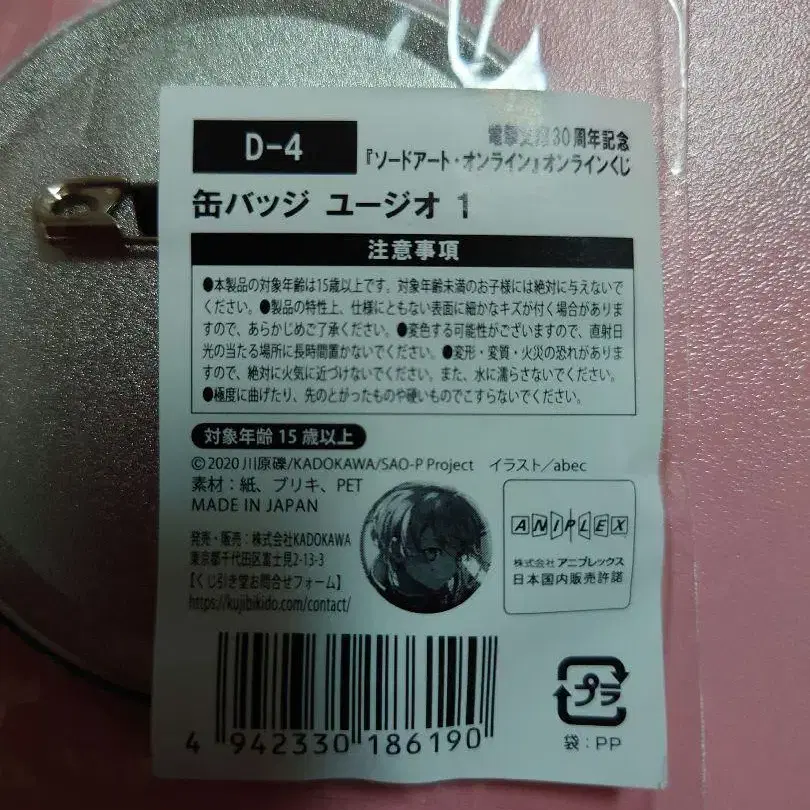 D-4
電撃文庫30周年記念
『ソードアート・オンライン』オンラインくじ
缶バッジ ユージオ 1
注意事項
●本製品の対象年齢は15歳以上です。対象年齢未満のお子様には絶対に与えないで
ください。●製品の特性上、仕様にともない表面に細かなキズが付く場合がありま
すので、あらかじめご了承ください。●変色する可能性がございますので、直射日
光の当たる場所に長時間置かないでください。●変形・変質・火災の恐れがありま
すので、絶対に火気に近づけないでください。また、水に濡らさないでください。
●極度に曲げたり、先のとがったものや硬いものでこすらないでください。
対象年齢15歳以上
©2020 川原礫/KADOKAWA/SAO-P Project イラスト/abec
素材：紙、ブリキ、PET
MADE IN JAPAN
発売・販売：株式会社KADOKAWA
東京都千代田区富士見2-13-3
【くじ引き堂お問合せフォーム】
https://kujibikido.com/contact/
ANIPLEX
株式会社 アニプレックス
日本国内販売許諾
4 942330 186190
プラ
袋：PP